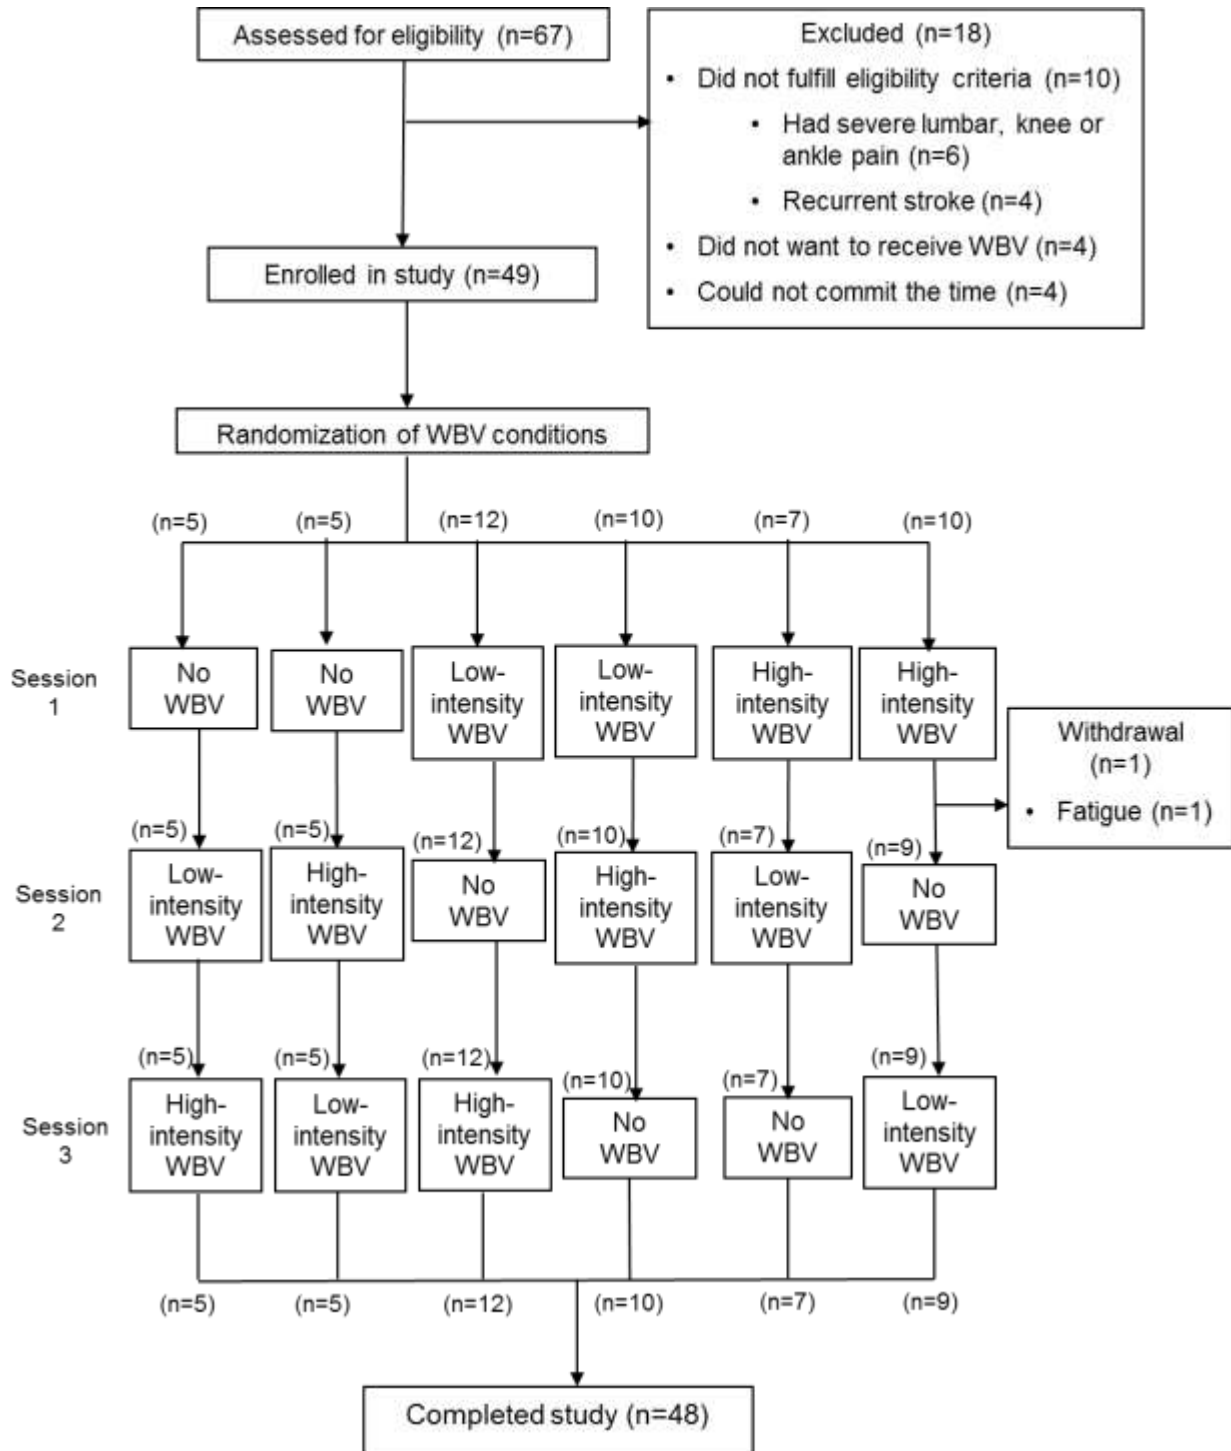 Assessed for eligibility (n=67)
Excluded (n=18)
• Did not fulfill eligibility criteria (n=10)
• Had severe lumbar, knee or
ankle pain (n=6)
• Recurrent stroke (n=4)
• Did not want to receive WBV (n=4)
• Could not commit the time (n=4)
Enrolled in study (n=49)
Randomization of WBV conditions
(n=5) (n=5) (n=12) (n=10) (n=7) (n=10)
Session
1
No
WBV
No
WBV
Low-
intensity
WBV
Low-
intensity
WBV
High-
intensity
WBV
High-
intensity
WBV
Withdrawal
(n=1)
• Fatigue (n=1)
(n=5) (n=5) (n=12) (n=10) (n=7) (n=9)
Session
2
Low-
intensity
WBV
High-
intensity
WBV
No
WBV
High-
intensity
WBV
Low-
intensity
WBV
No
WBV
(n=5) (n=5) (n=12) (n=10) (n=7) (n=9)
Session
3
High-
intensity
WBV
Low-
intensity
WBV
High-
intensity
WBV
No
WBV
No
WBV
Low-
intensity
WBV
(n=5) (n=5) (n=12) (n=10) (n=7) (n=9)
Completed study (n=48)